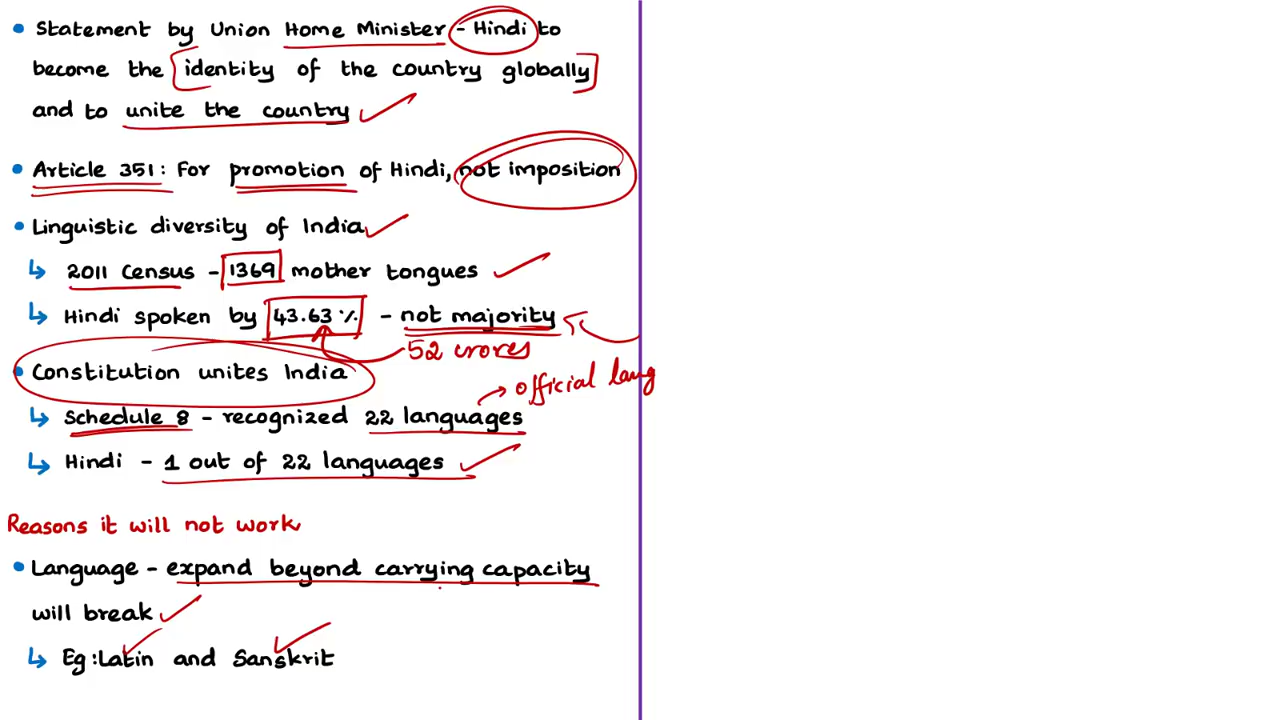 • Statement by Union Home Minister - Hindi to
become the [identity of the country globally]
and to unite the country
• Article 351: For promotion of Hindi, not imposition
• Linguistic diversity of India
↳ 2011 Census - 1369 mother tongues
↳ Hindi spoken by 43.63 % - not majority
52 crores
• Constitution unites India
→ official lang
↳ Schedule 8 - recognized 22 languages
↳ Hindi - 1 out of 22 languages
Reasons it will not work
• Language - expand beyond carrying capacity
will break
↳ Eg: Latin and Sanskrit